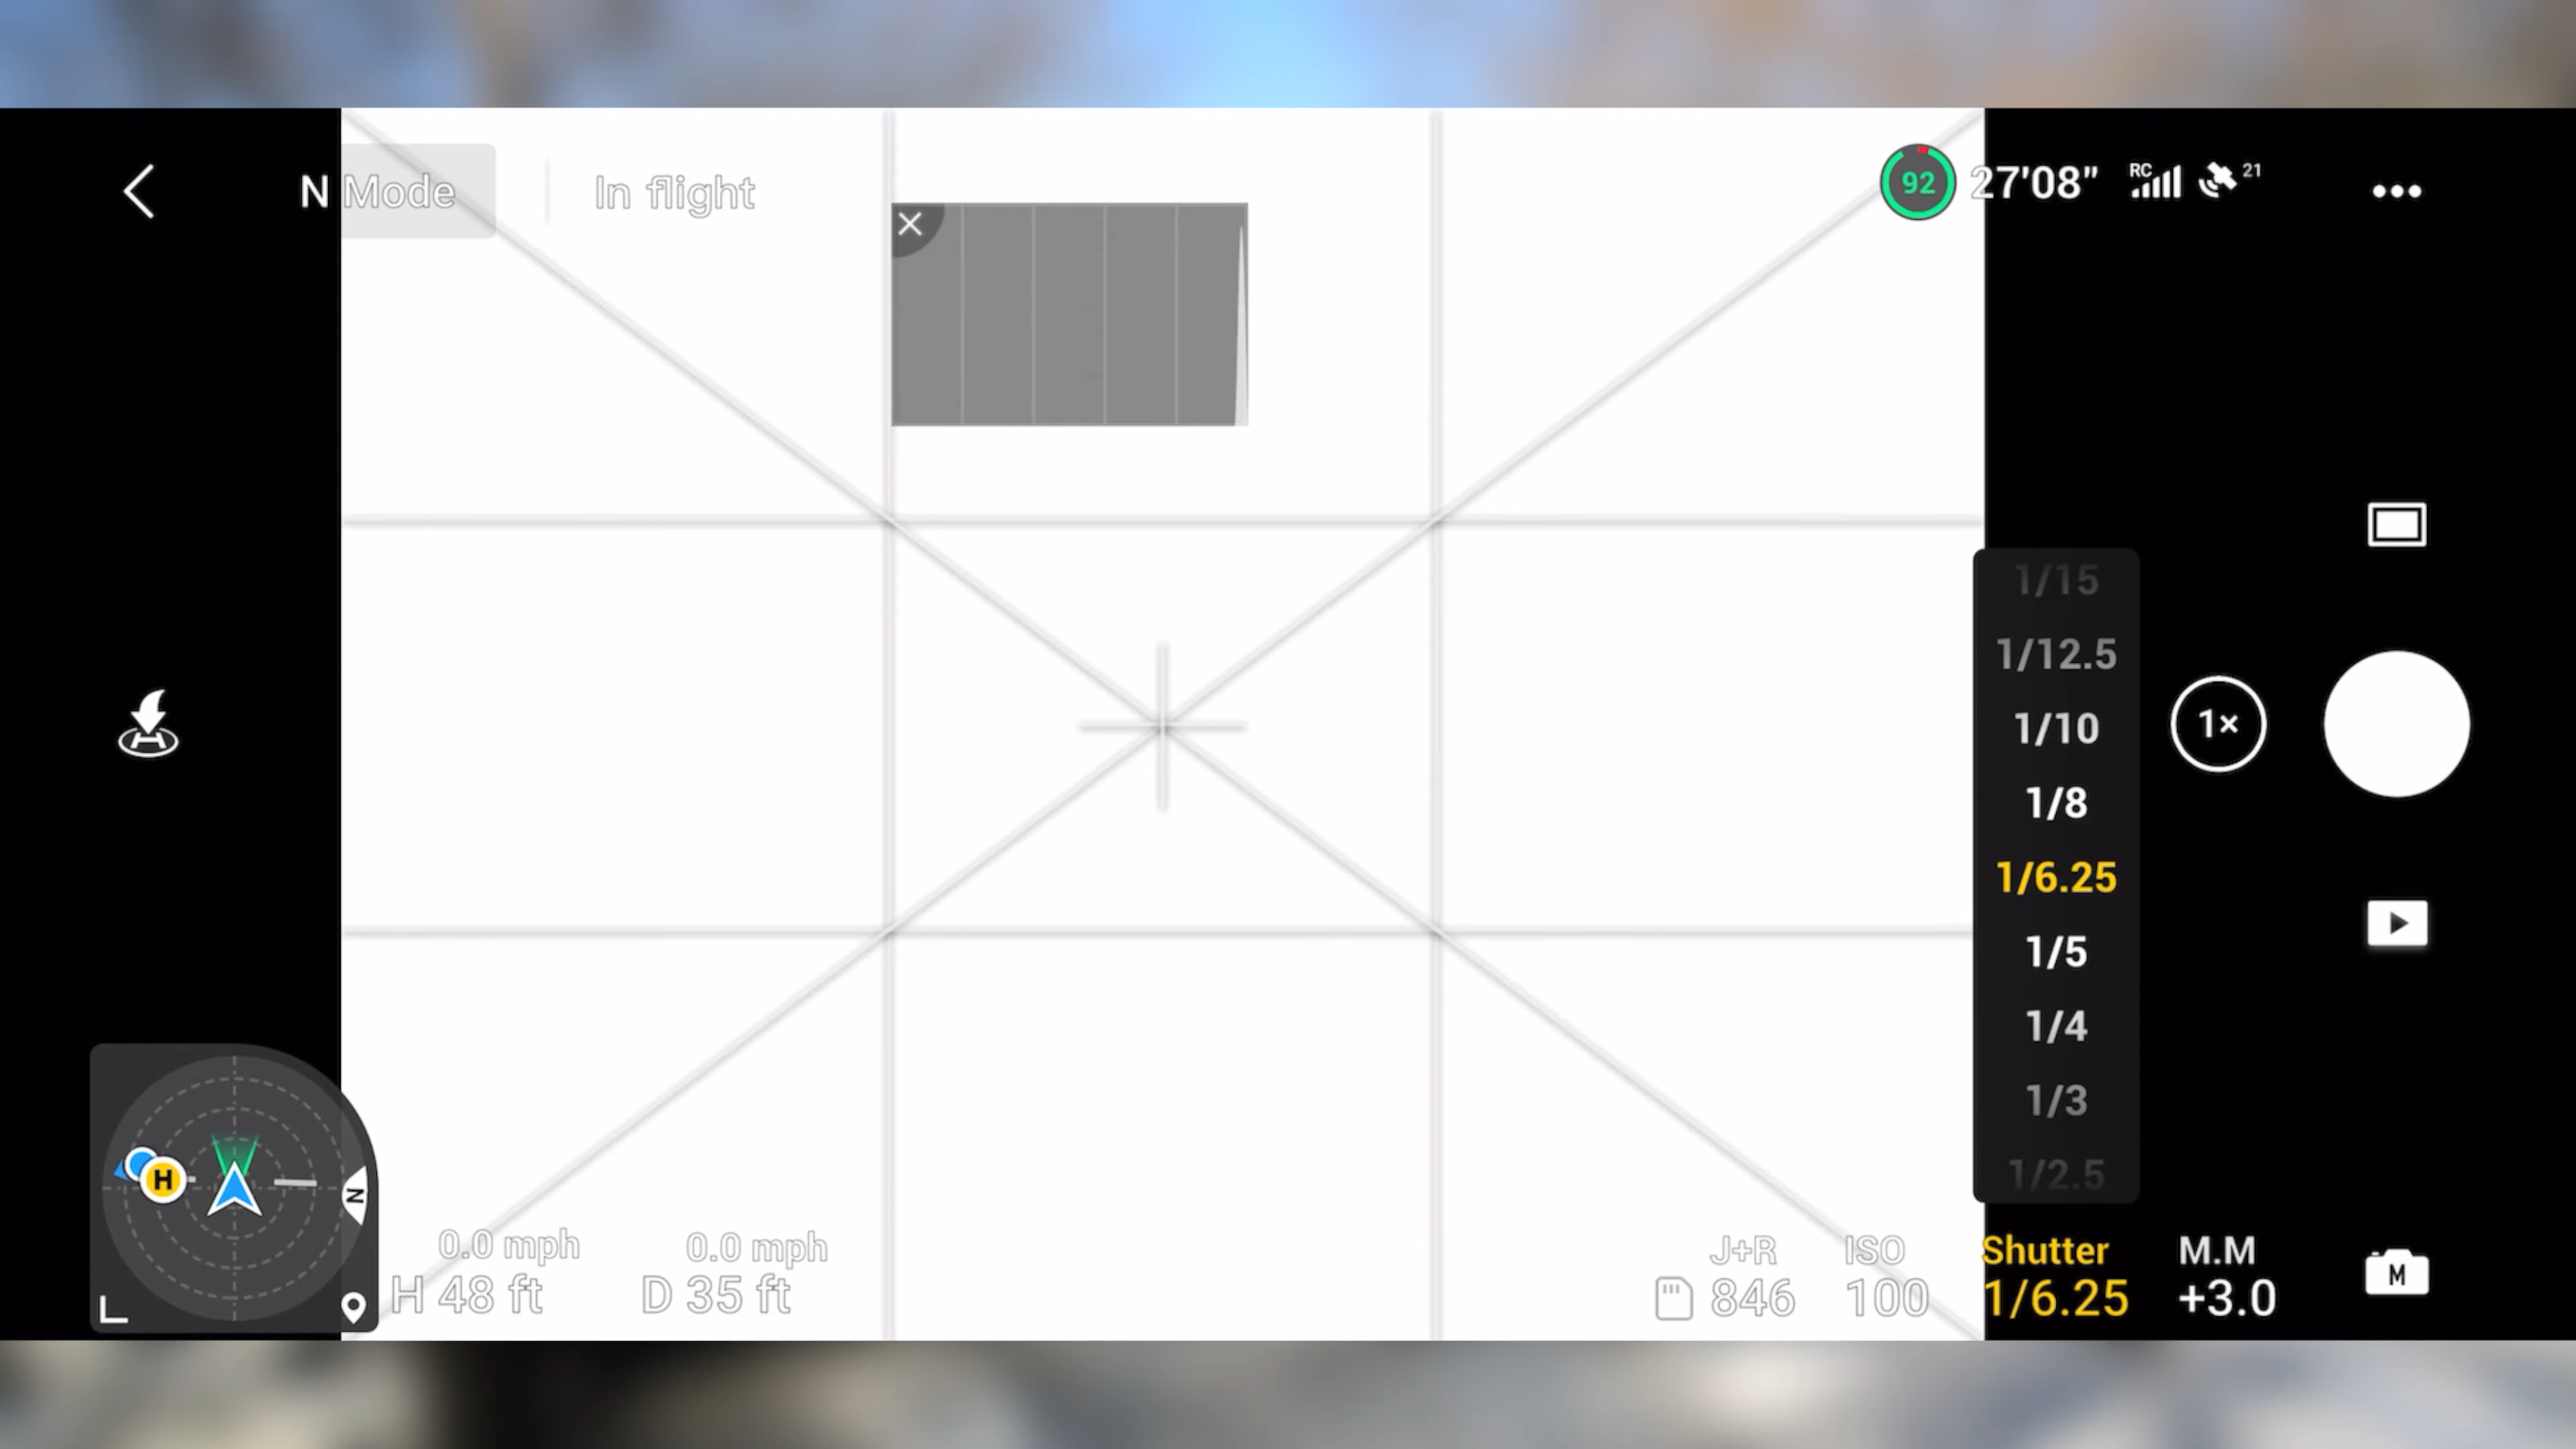 N Mode
In flight
92
27'08"
RC
21
1/15
1/12.5
1/10
1/8
1/6.25
1/5
1/4
1/3
1/2.5
1×
H
N
0.0 mph
0.0 mph
H 48 ft
D 35 ft
J+R
846
ISO
100
Shutter
1/6.25
M.M
+3.0
M